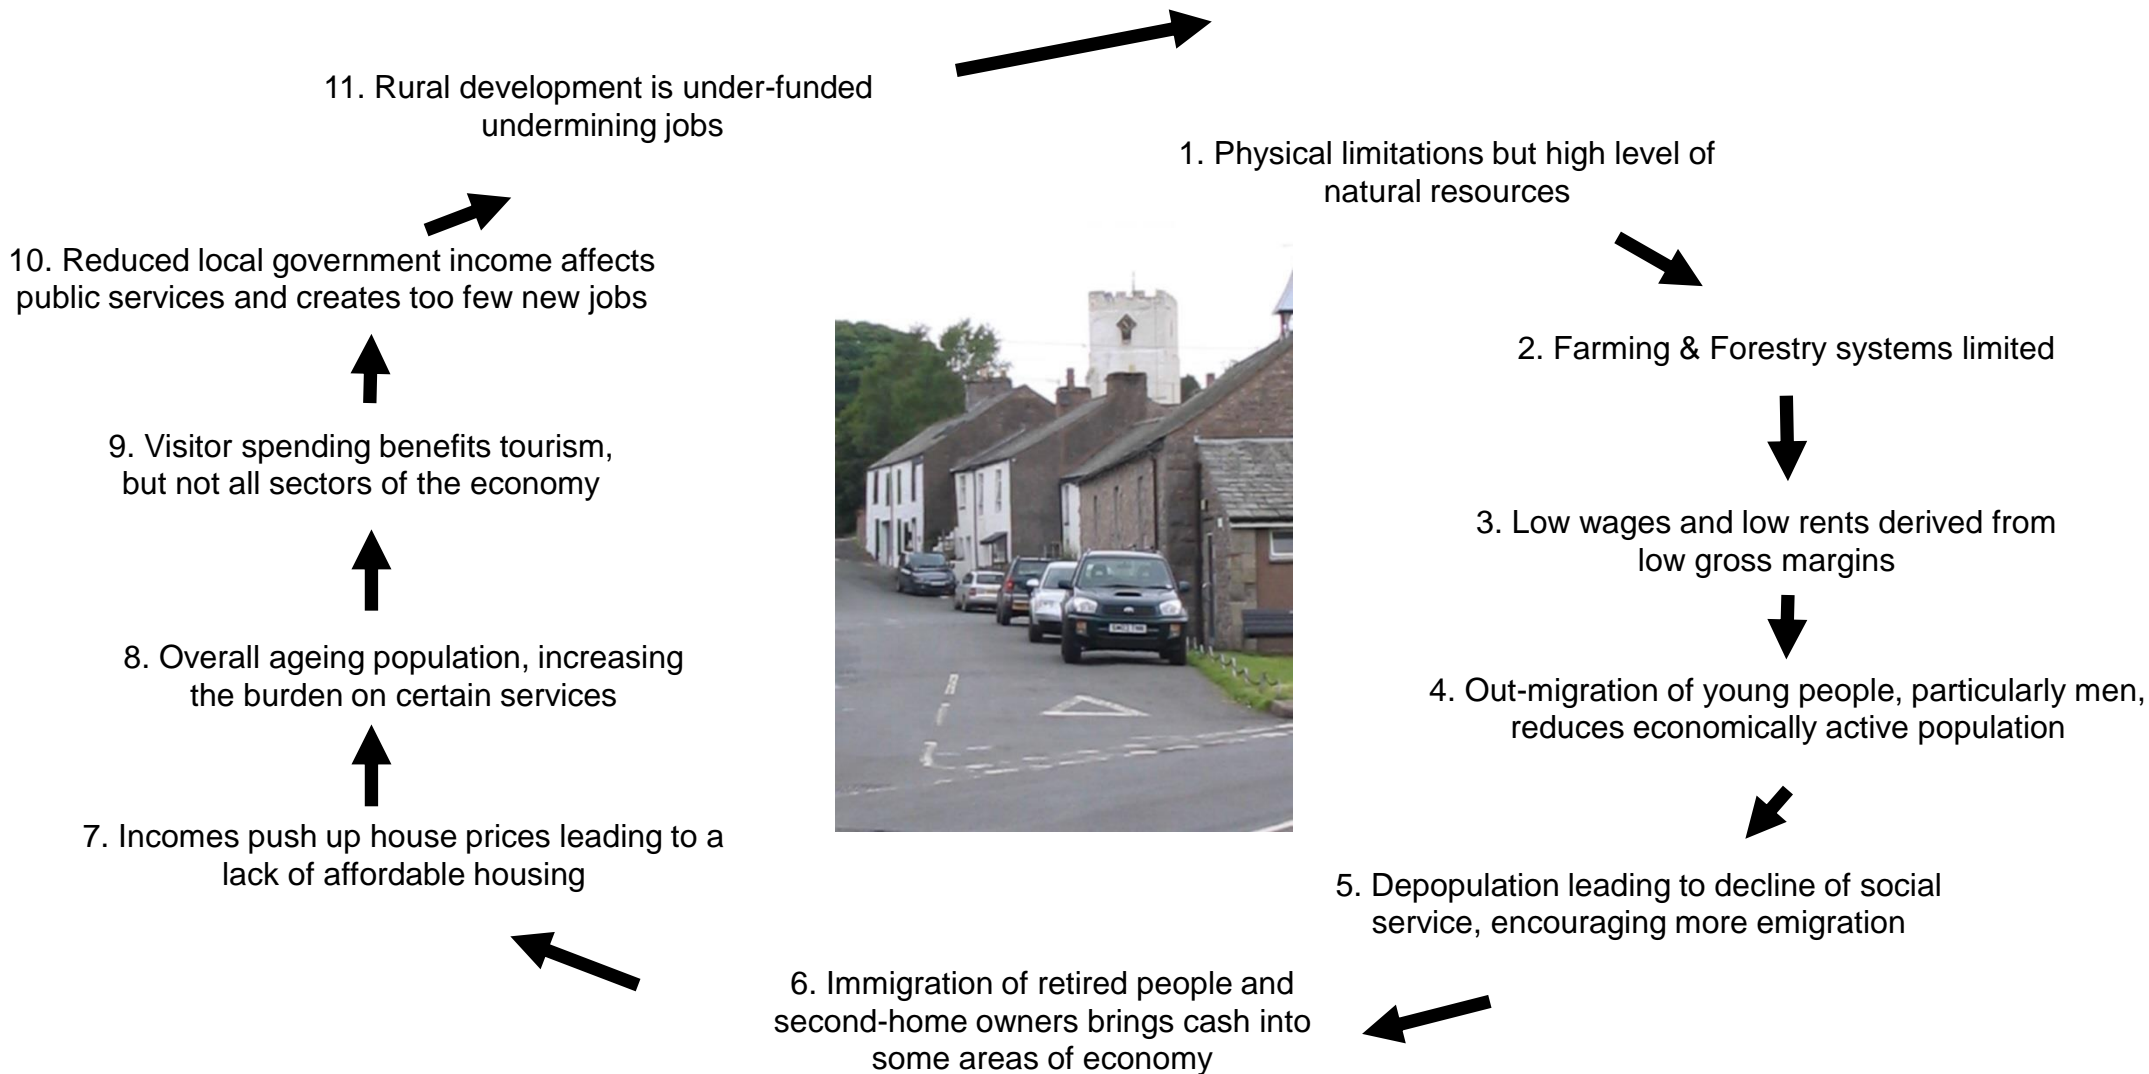 11. Rural development is under-funded
undermining jobs
1. Physical limitations but high level of
natural resources
10. Reduced local government income affects
public services and creates too few new jobs
2. Farming & Forestry systems limited
9. Visitor spending benefits tourism,
but not all sectors of the economy
3. Low wages and low rents derived from
low gross margins
8. Overall ageing population, increasing
the burden on certain services
4. Out-migration of young people, particularly men,
reduces economically active population
7. Incomes push up house prices leading to a
lack of affordable housing
5. Depopulation leading to decline of social
service, encouraging more emigration
6. Immigration of retired people and
second-home owners brings cash into
some areas of economy